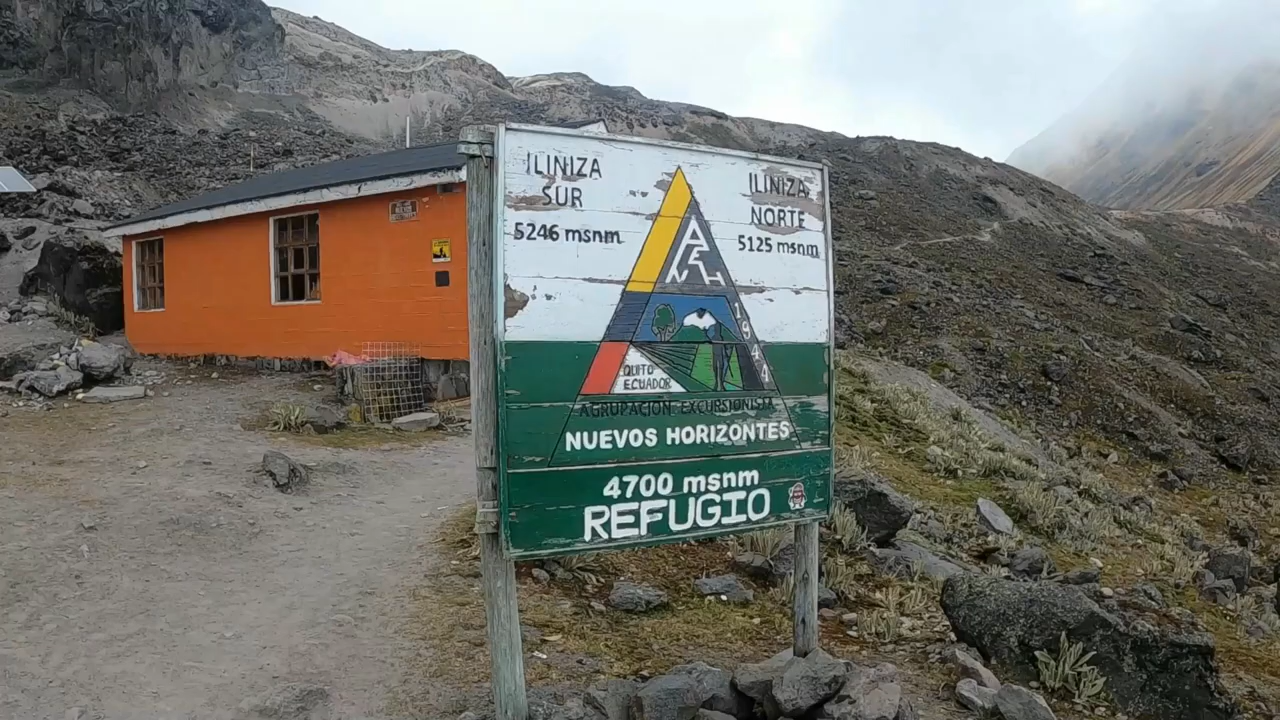 ILINIZA
SUR
5246 msnm
ILINIZA
NORTE
5125 msnm
AENH
1944
QUITO
ECUADOR
AGRUPACION EXCURSIONISTA
NUEVOS HORIZONTES
4700 msnm
REFUGIO